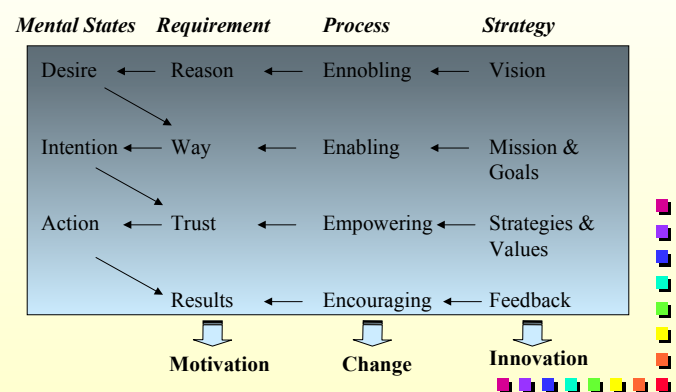 Mental States Requirement Process Strategy
Desire Reason Ennobling Vision
Intention Way Enabling Mission &
Goals
Action Trust Empowering Strategies &
Values
Results Encouraging Feedback
Motivation Change Innovation